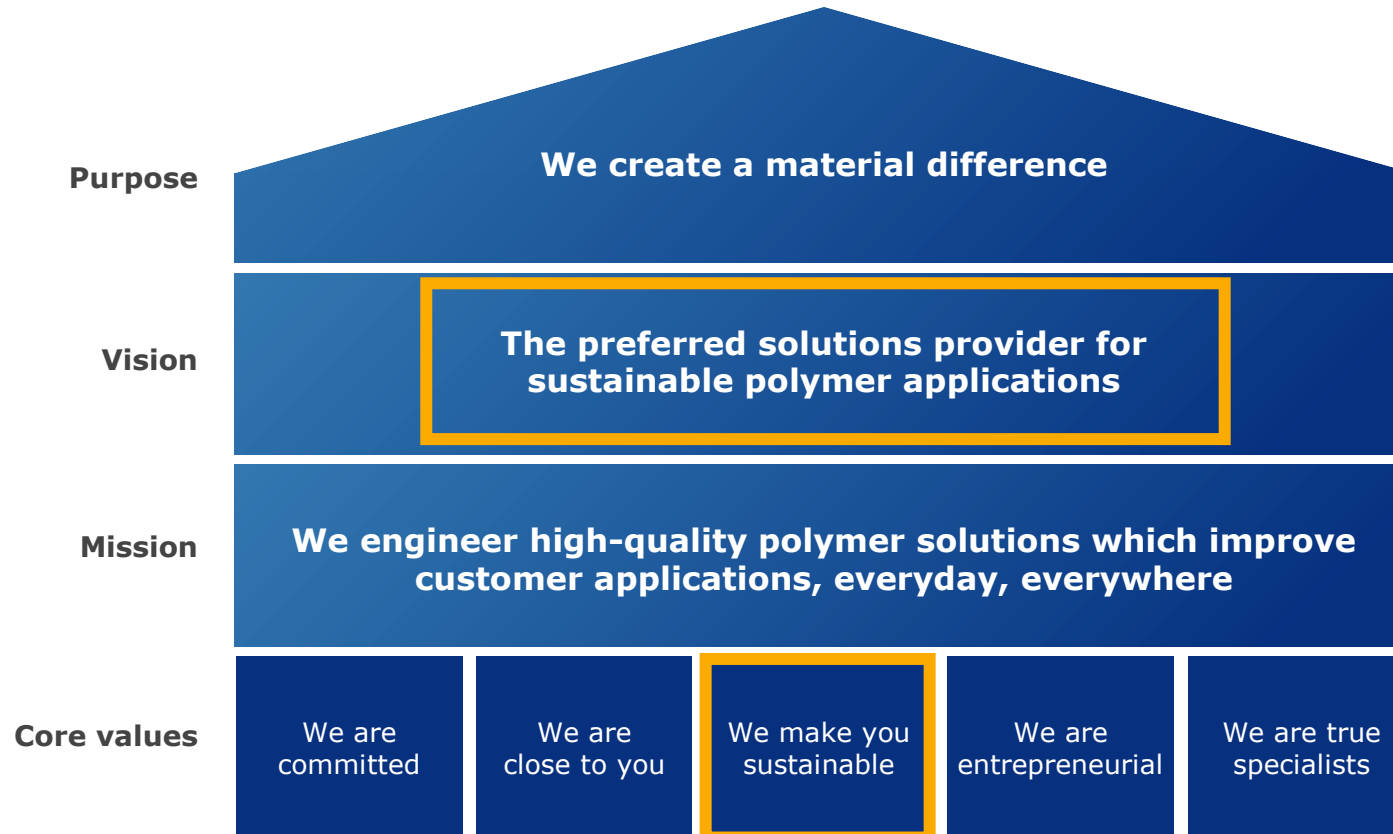 Purpose
We create a material difference
Vision
The preferred solutions provider for
sustainable polymer applications
Mission
We engineer high-quality polymer solutions which improve
customer applications, everyday, everywhere
Core values
We are
committed
We are
close to you
We make you
sustainable
We are
entrepreneurial
We are true
specialists